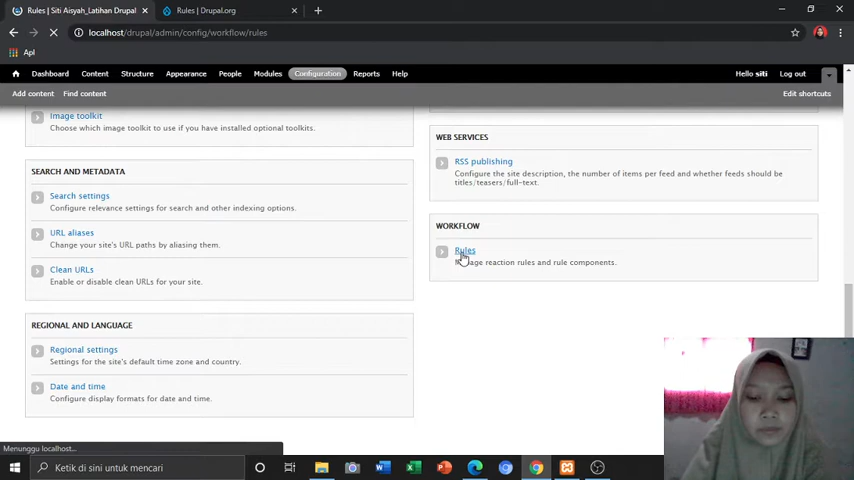 Rules | Siti Aisyah_Latihan Drupal
Rules | Drupal.org
localhost/drupal/admin/config/workflow/rules
Apl
Dashboard Content Structure Appearance People Modules Configuration Reports Help
Hello siti Log out
Add content Find content
Edit shortcuts
Image toolkit
Choose which image toolkit to use if you have installed optional toolkits.
SEARCH AND METADATA
Search settings
Configure relevance settings for search and other indexing options.
URL aliases
Change your site's URL paths by aliasing them.
Clean URLs
Enable or disable clean URLs for your site.
REGIONAL AND LANGUAGE
Regional settings
Settings for the site's default time zone and country.
Date and time
Configure display formats for date and time.
WEB SERVICES
RSS publishing
Configure the site description, the number of items per feed and whether feeds should be
titles/teasers/full-text.
WORKFLOW
Rules
Manage reaction rules and rule components.
Menunggu localhost...
Ketik di sini untuk mencari